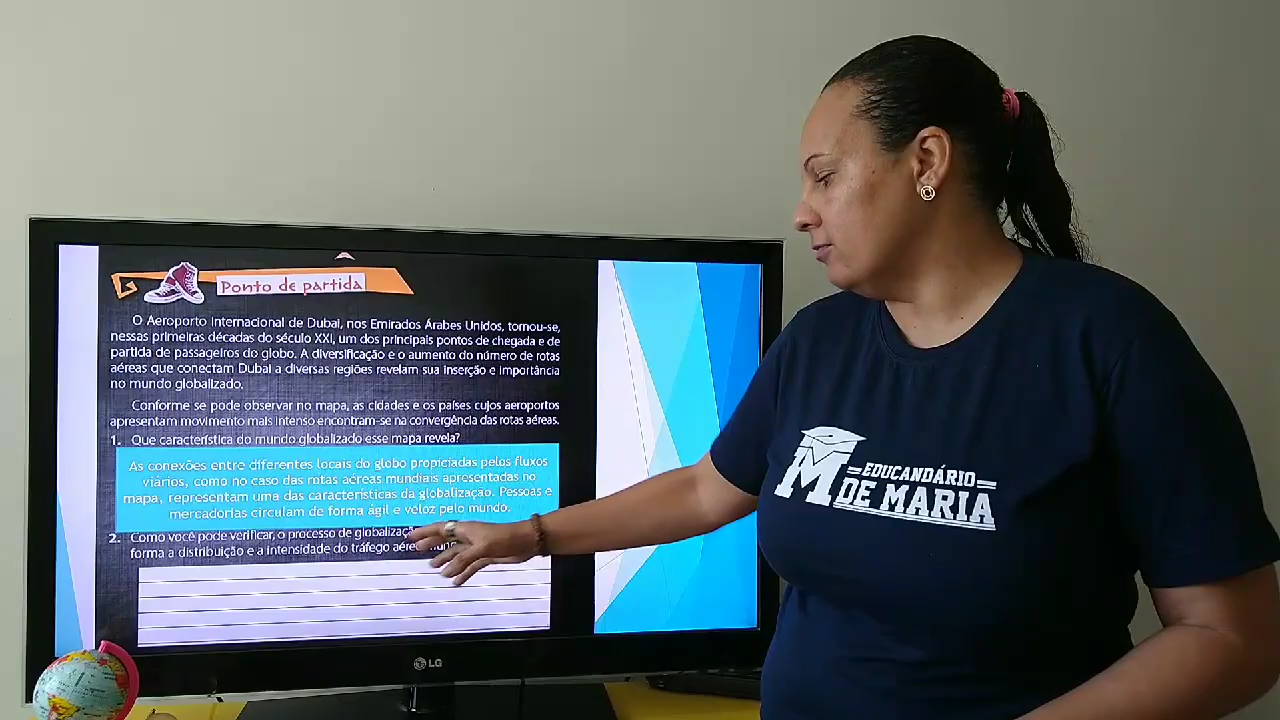 Ponto de partida
O Aeroporto Internacional de Dubai, nos Emirados Árabes Unidos, tornou-se,
nessas primeiras décadas do século XXI, um dos principais pontos de chegada e de
partida de passageiros do globo. A diversificação e o aumento do número de rotas
aéreas que conectam Dubai a diversas regiões revelam sua inserção e importância
no mundo globalizado.
Conforme se pode observar no mapa, as cidades e os países cujos aeroportos
apresentam movimento mais intenso encontram-se na convergência das rotas aéreas.
1. Que característica do mundo globalizado esse mapa revela?
As conexões entre diferentes locais do globo propiciadas pelos fluxos
viários, como no caso das rotas aéreas mundiais apresentadas no
mapa, representam uma das características da globalização. Pessoas e
mercadorias circulam de forma ágil e veloz pelo mundo.
2. Como você pode verificar, o processo de
forma a distribuição e a intensidade do tráfego
LG
M EDUCANDÁRIO
DE MARIA